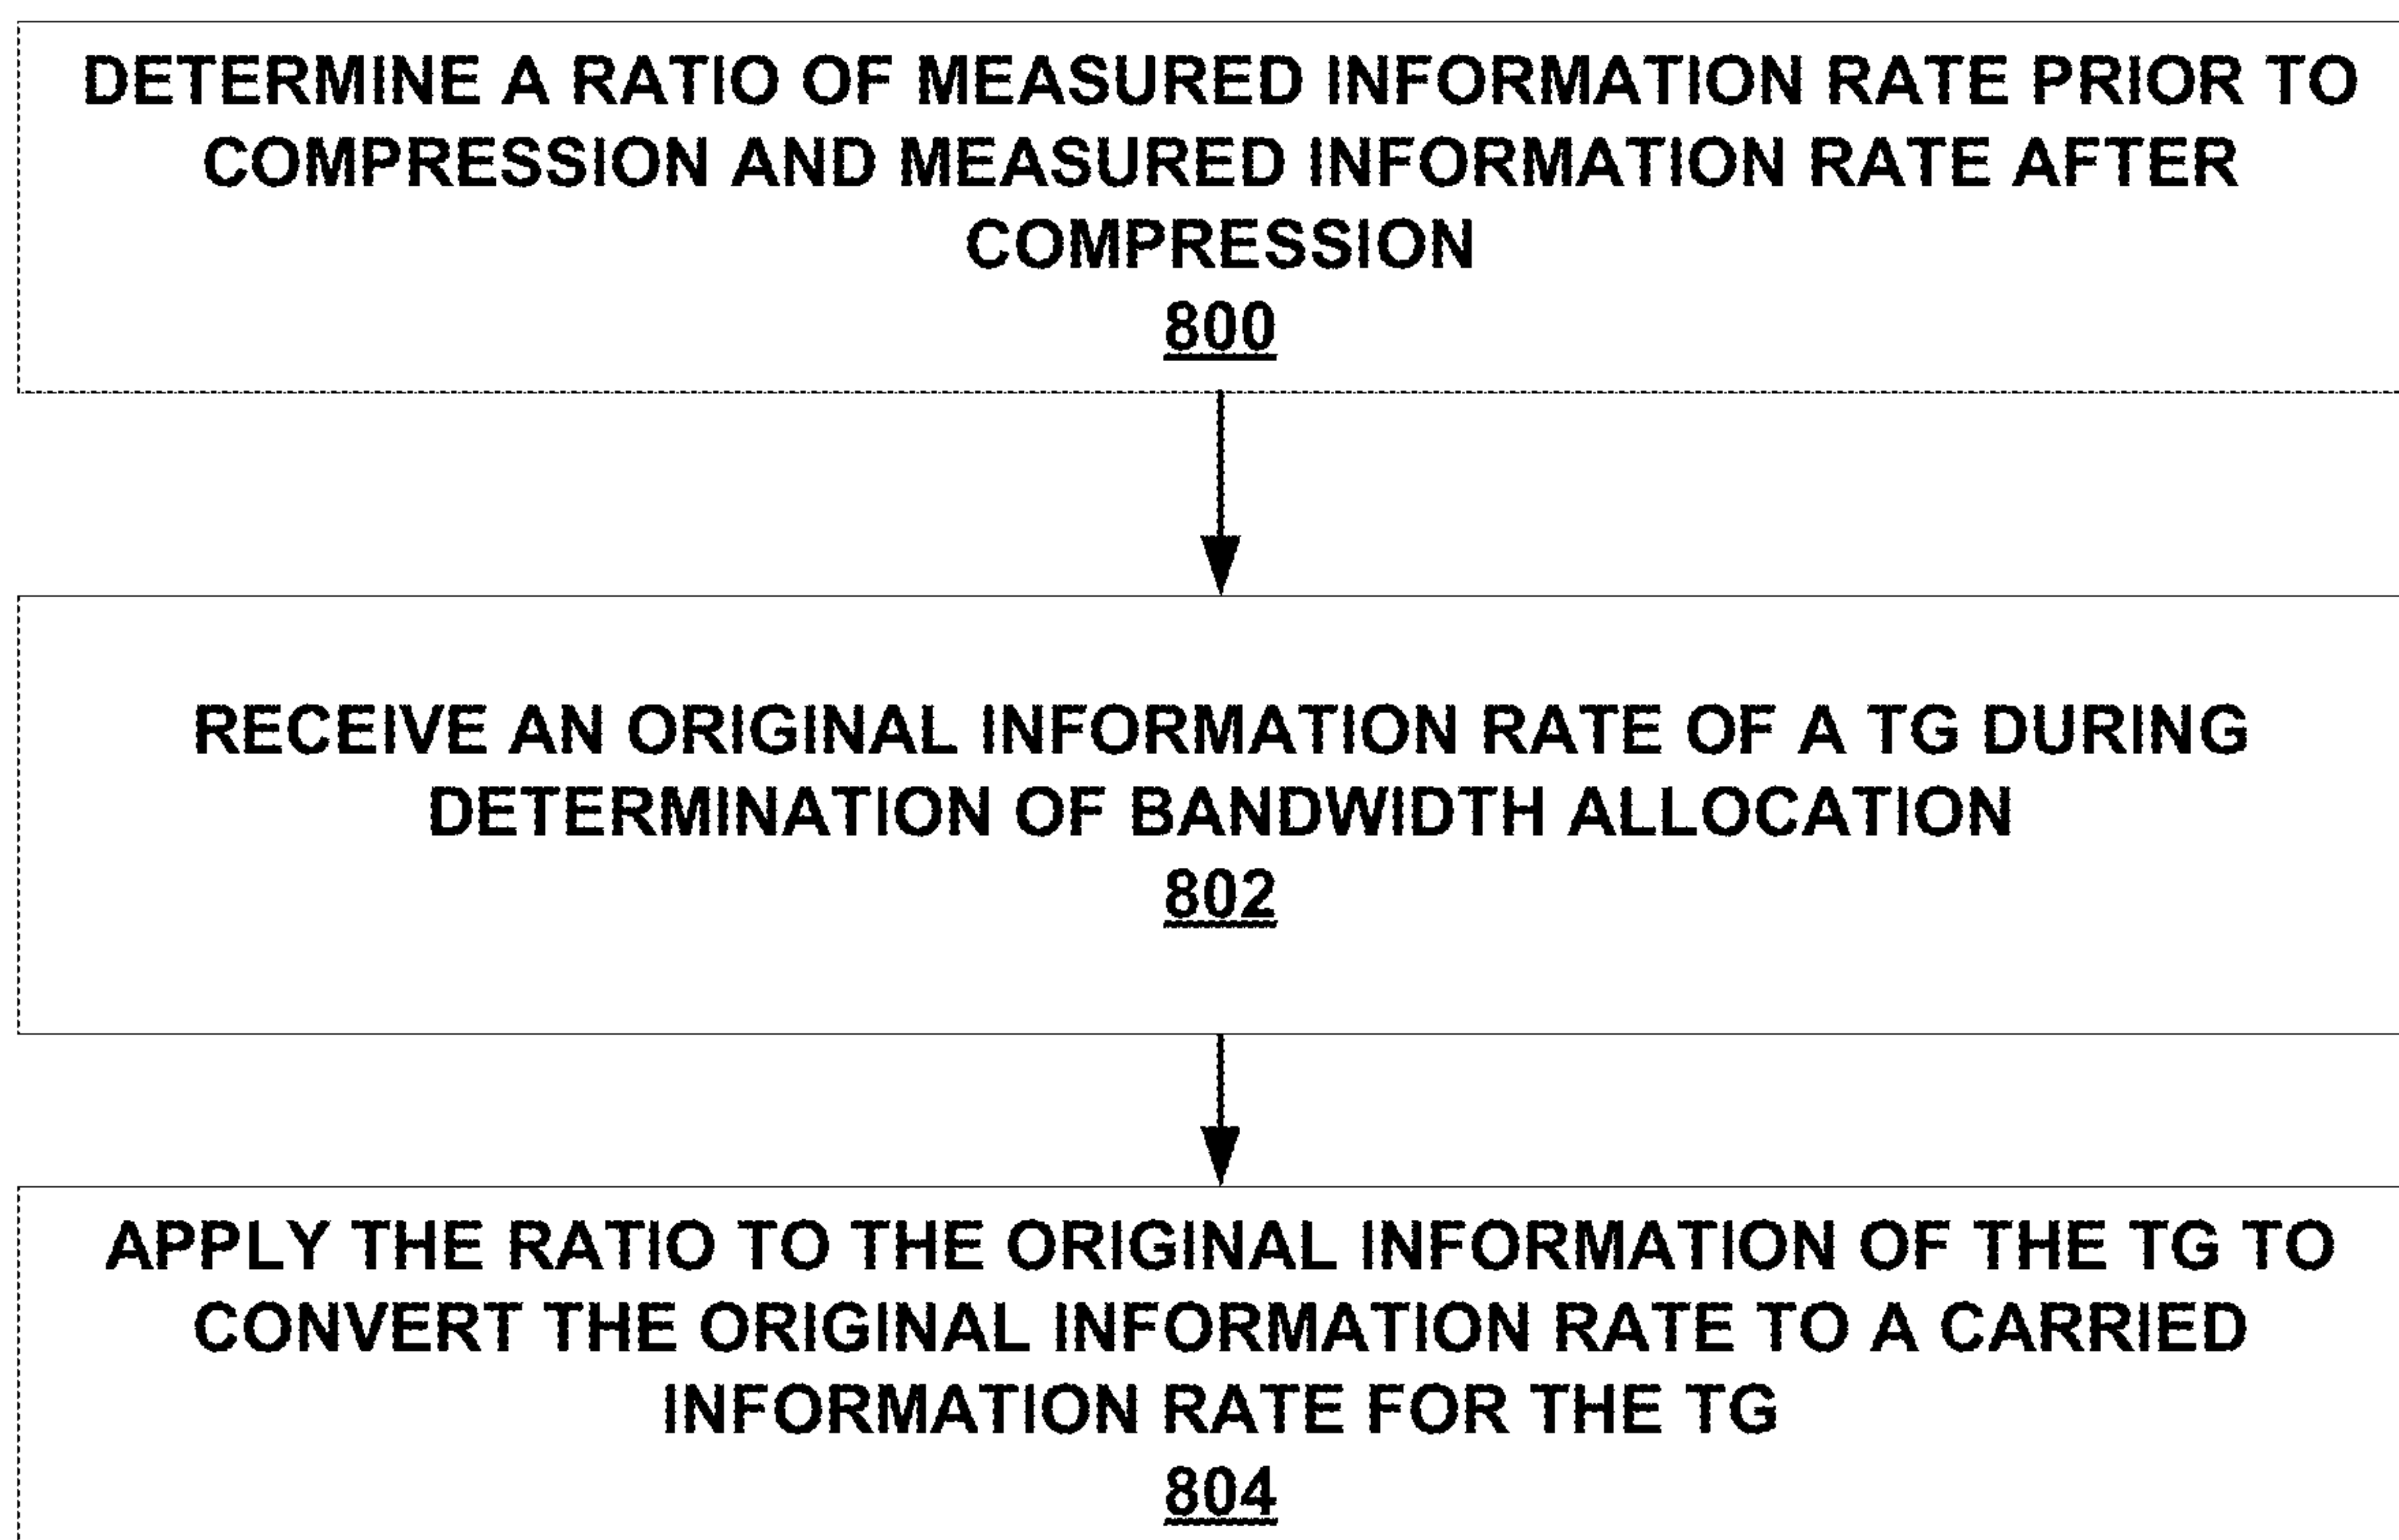 DETERMINE A RATIO OF MEASURED INFORMATION RATE PRIOR TO
COMPRESSION AND MEASURED INFORMATION RATE AFTER
COMPRESSION
800
RECEIVE AN ORIGINAL INFORMATION RATE OF A TG DURING
DETERMINATION OF BANDWIDTH ALLOCATION
802
APPLY THE RATIO TO THE ORIGINAL INFORMATION OF THE TG TO
CONVERT THE ORIGINAL INFORMATION RATE TO A CARRIED
INFORMATION RATE FOR THE TG
804